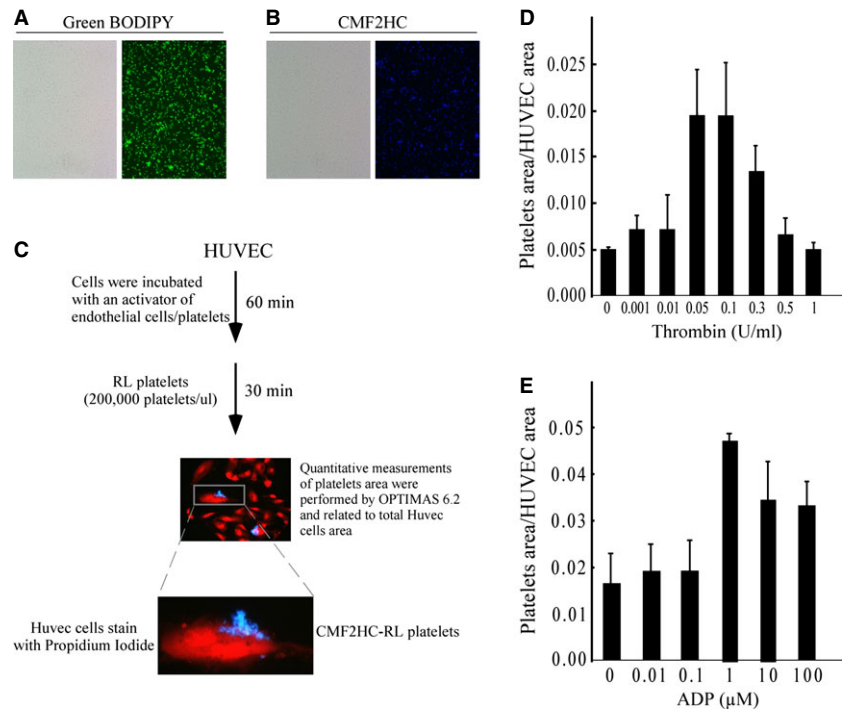 A
Green BODIPY
B
CMF2HC
C
HUVEC
Cells were incubated
with an activator of
endothelial cells/platelets
60 min
RL platelets
(200,000 platelets/ul)
30 min
Quantitative measurements
of platelets area were
performed by OPTIMAS 6.2
and related to total Huvec
cells area
Huvec cells stain
with Propidium Iodide
CMF2HC-RL platelets
D
Platelets area/HUVEC area
0.025
0.020
0.015
0.010
0.005
0.000
0 0.001 0.01 0.05 0.1 0.3 0.5 1
Thrombin (U/ml)
E
Platelets area/HUVEC area
0.05
0.04
0.03
0.02
0.01
0.00
0 0.01 0.1 1 10 100
ADP (µM)